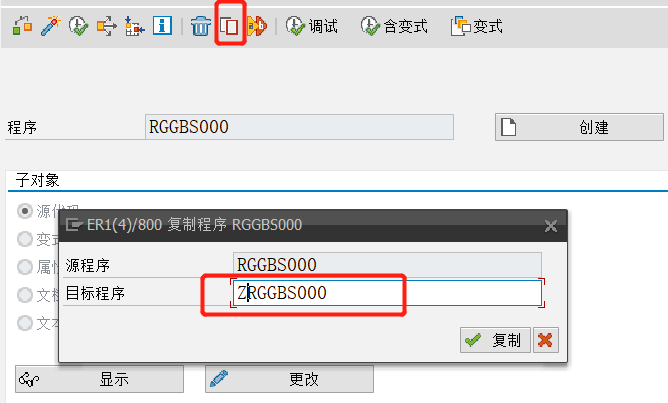 调试 含变式 变式
程序 RGGBS000 创建
子对象
源代码
变式
属性
文档
文本
ER1(4)/800 复制程序 RGGBS000
源程序 RGGBS000
目标程序 ZRGGBS000
复制
显示 更改